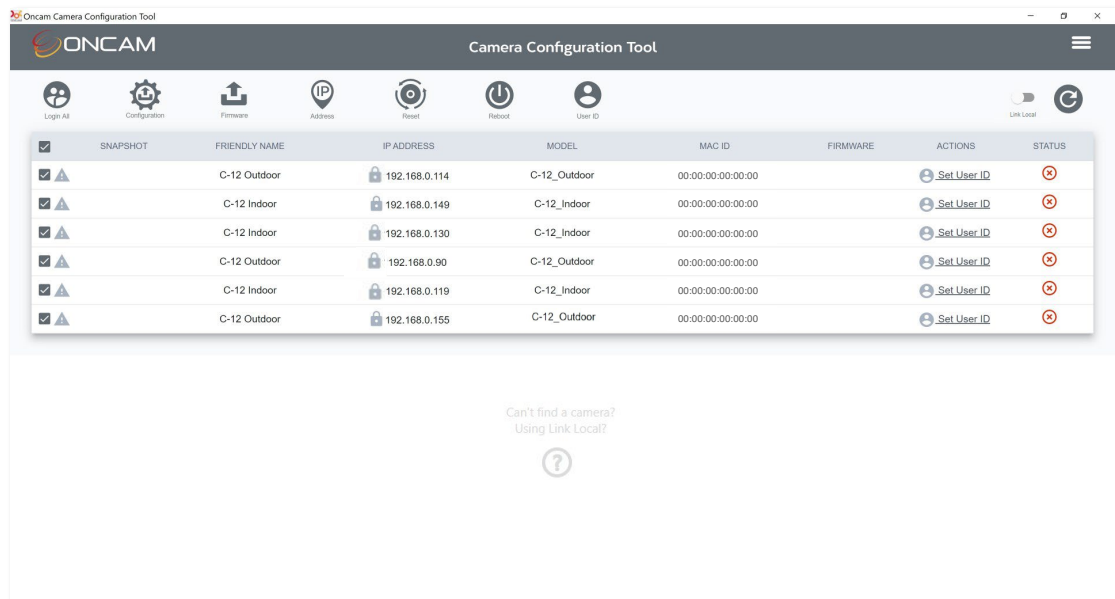 Oncam Camera Configuration Tool
ONCAM
Camera Configuration Tool
Login All
Configuration
Firmware
IP
Address
Reset
Reboot
User ID
Link Local
SNAPSHOT FRIENDLY NAME IP ADDRESS MODEL MAC ID FIRMWARE ACTIONS STATUS
C-12 Outdoor 192.168.0.114 C-12_Outdoor 00:00:00:00:00:00 Set User ID
C-12 Indoor 192.168.0.149 C-12_Indoor 00:00:00:00:00:00 Set User ID
C-12 Indoor 192.168.0.130 C-12_Indoor 00:00:00:00:00:00 Set User ID
C-12 Outdoor 192.168.0.90 C-12_Outdoor 00:00:00:00:00:00 Set User ID
C-12 Indoor 192.168.0.119 C-12_Indoor 00:00:00:00:00:00 Set User ID
C-12 Outdoor 192.168.0.155 C-12_Outdoor 00:00:00:00:00:00 Set User ID
Can't find a camera?
Using Link Local?
?